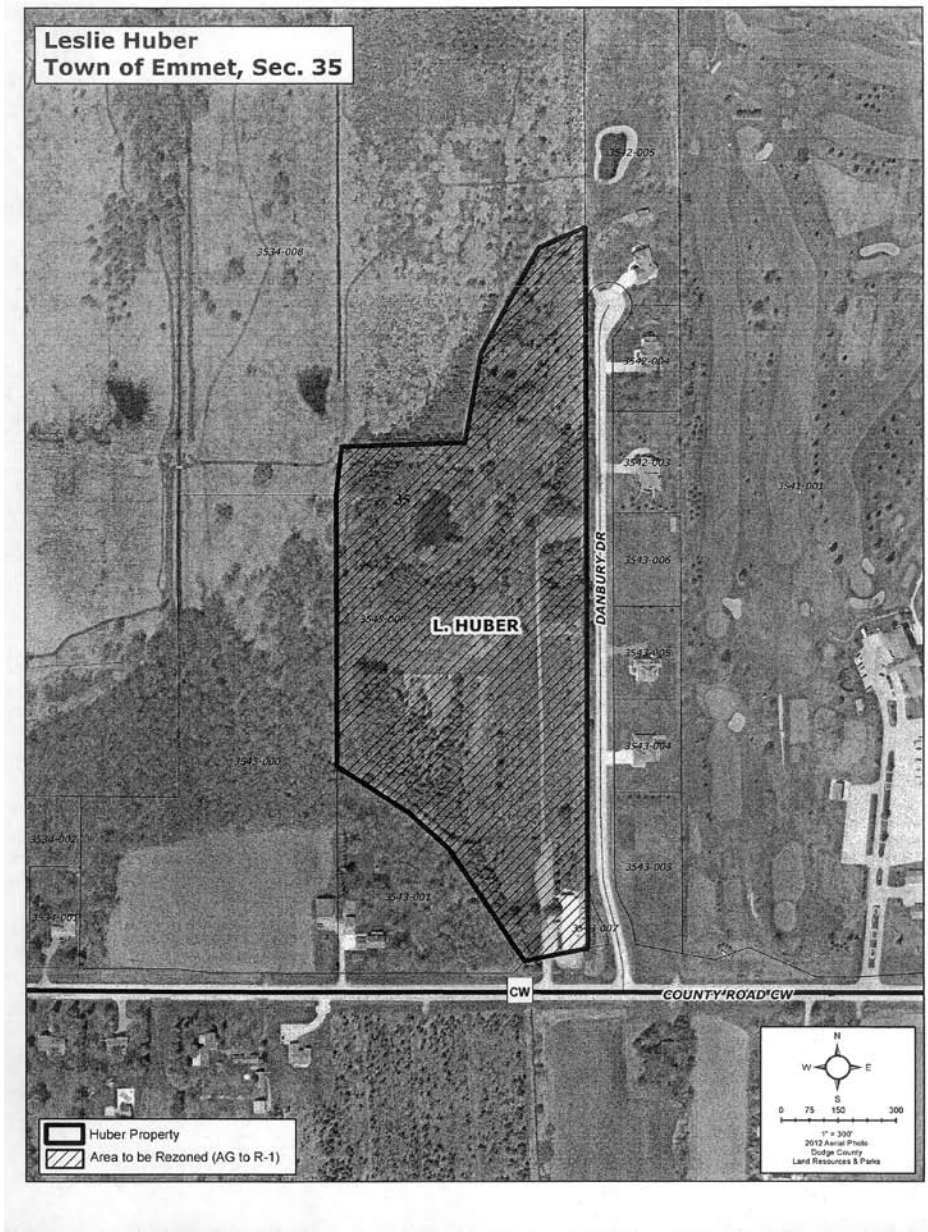 Leslie Huber
Town of Emmet, Sec. 35
3542-005
3534-008
3542-004
3542-003
3541-001
35
3543-006
DANBURY DR
L. HUBER
3543-005
3543-004
3543-000
3534-002
3543-003
3543-001
3534-001
CW
COUNTY ROAD CW
N
W
E
S
0 75 150 300
1" = 300'
2012 Aerial Photo
Dodge County
Land Resources & Parks
Huber Property
Area to be Rezoned (AG to R-1)